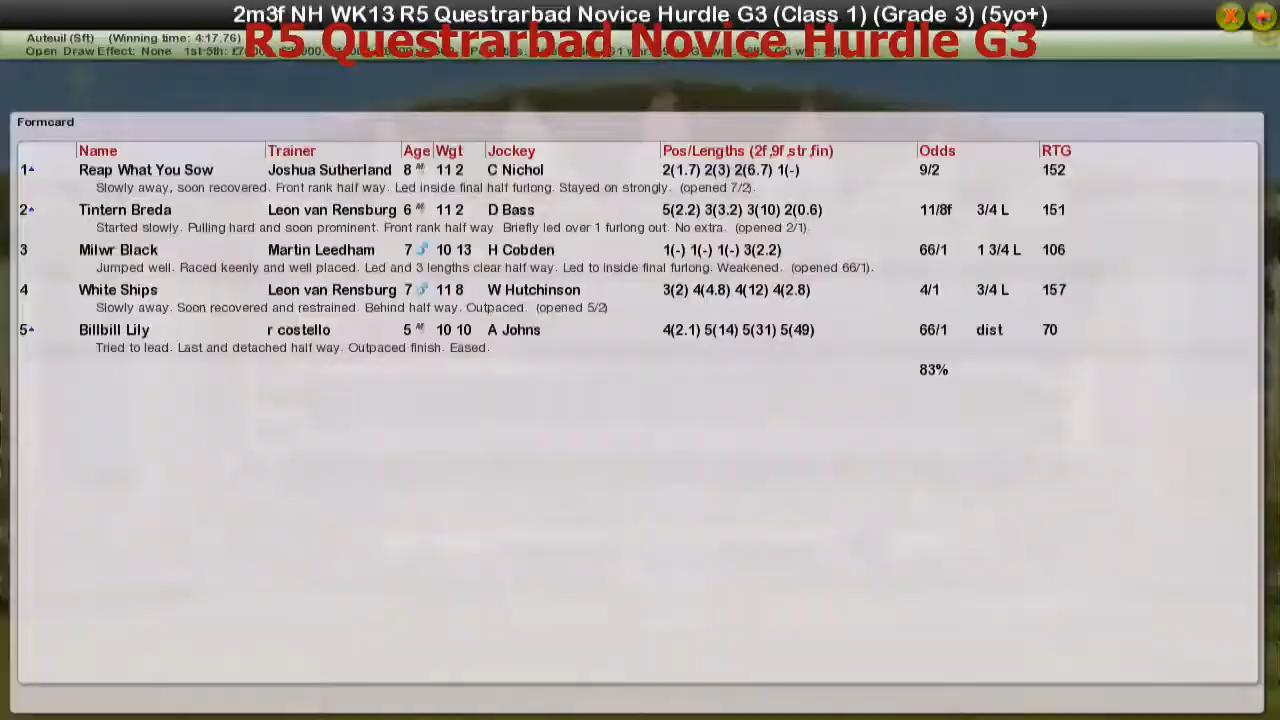 2m3f NH WK13 R5 Questrarbad Novice Hurdle G3 (Class 1) (Grade 3) (5yo+)
R5 Questrarbad Novice Hurdle G3
Auteuil (Sft) (Winning time: 4:17.76)
Open Draw Effect: None 1st-5th:
Formcard
Name Trainer Age Wgt Jockey Pos/Lengths (2f,9f,str,fin) Odds RTG
1 Reap What You Sow Joshua Sutherland 8 11 2 C Nichol 2(1.7) 2(3) 2(6.7) 1(-) 9/2 152
Slowly away, soon recovered. Front rank half way. Led inside final half furlong. Stayed on strongly. (opened 7/2).
2 Tintern Breda Leon van Rensburg 6 11 2 D Bass 5(2.2) 3(3.2) 3(10) 2(0.6) 11/8f 3/4 L 151
Started slowly. Pulling hard and soon prominent. Front rank half way Briefly led over 1 furlong out. No extra. (opened 2/1).
3 Milwr Black Martin Leedham 7 10 13 H Cobden 1(-) 1(-) 1(-) 3(2.2) 66/1 1 3/4 L 106
Jumped well. Raced keenly and well placed. Led and 3 lengths clear half way. Led to inside final furlong. Weakened. (opened 66/1).
4 White Ships Leon van Rensburg 7 11 8 W Hutchinson 3(2) 4(4.8) 4(12) 4(2.8) 4/1 3/4 L 157
Slowly away. Soon recovered and restrained. Behind half way. Outpaced. (opened 5/2)
5 Billbill Lily r costello 5 10 10 A Johns 4(2.1) 5(14) 5(31) 5(49) 66/1 dist 70
Tried to lead. Last and detached half way. Outpaced finish. Eased.
83%